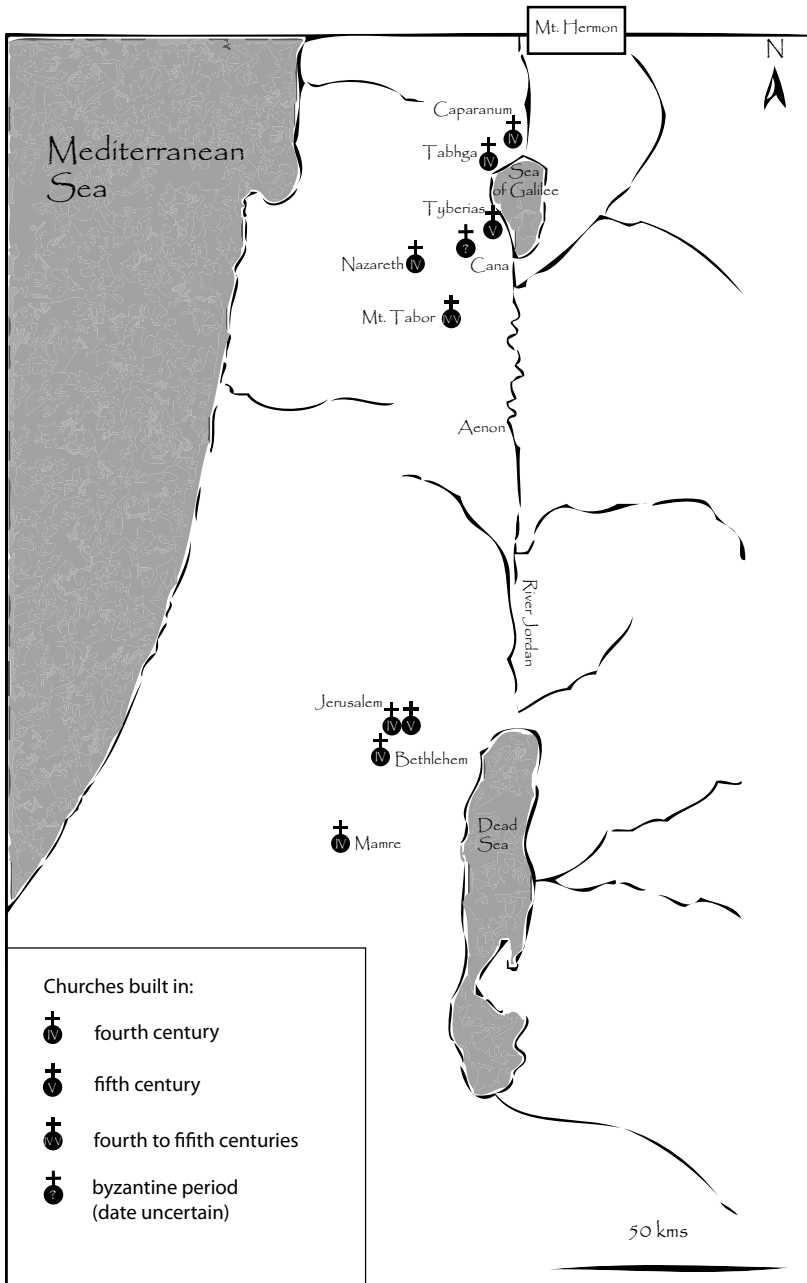 Mt. Hermon
N
Mediterranean
Sea
Caparanum
IV
Tabhga
IV
Sea
of Galilee
Tyberias
V
?
Cana
Nazareth
IV
Mt. Tabor
IV/V
Aenon
River Jordan
Jerusalem
IV
V
IV
Bethlehem
Dead
Sea
IV
Mamre
Churches built in:
IV
fourth century
V
fifth century
IV/V
fourth to fifth centuries
?
byzantine period
(date uncertain)
50 kms